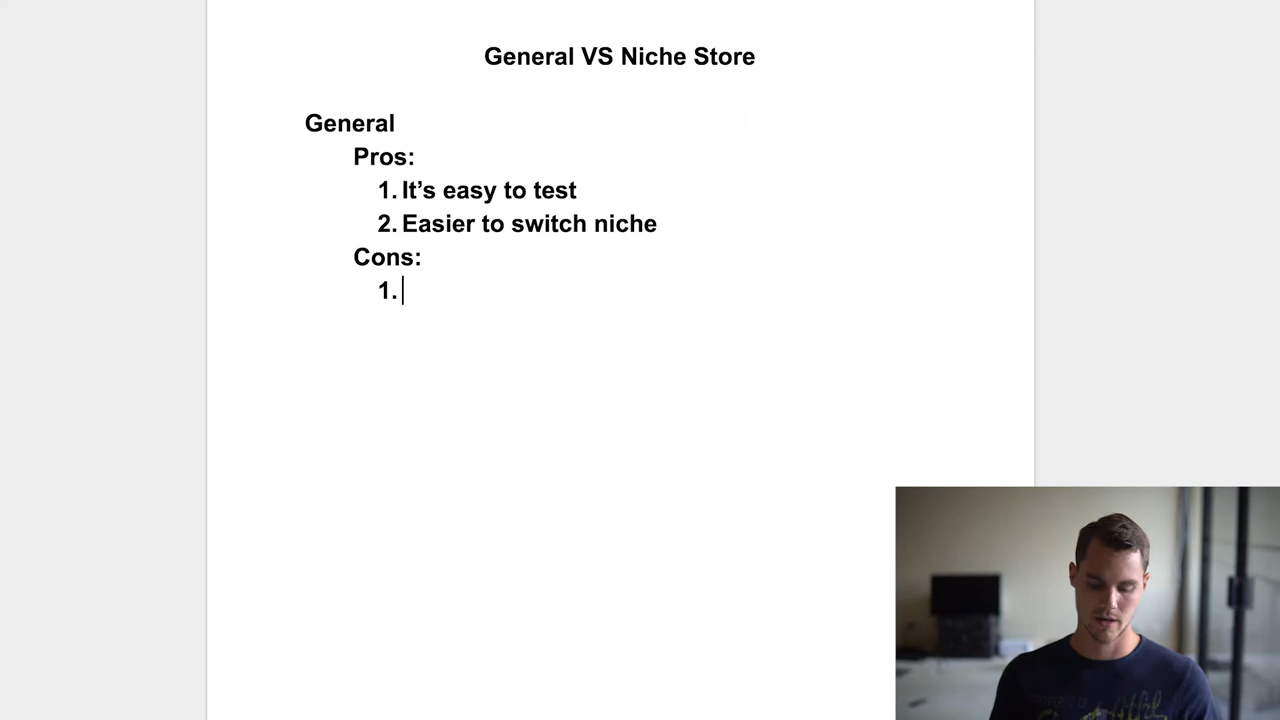 General VS Niche Store
General
Pros:
1. It’s easy to test
2. Easier to switch niche
Cons:
1.